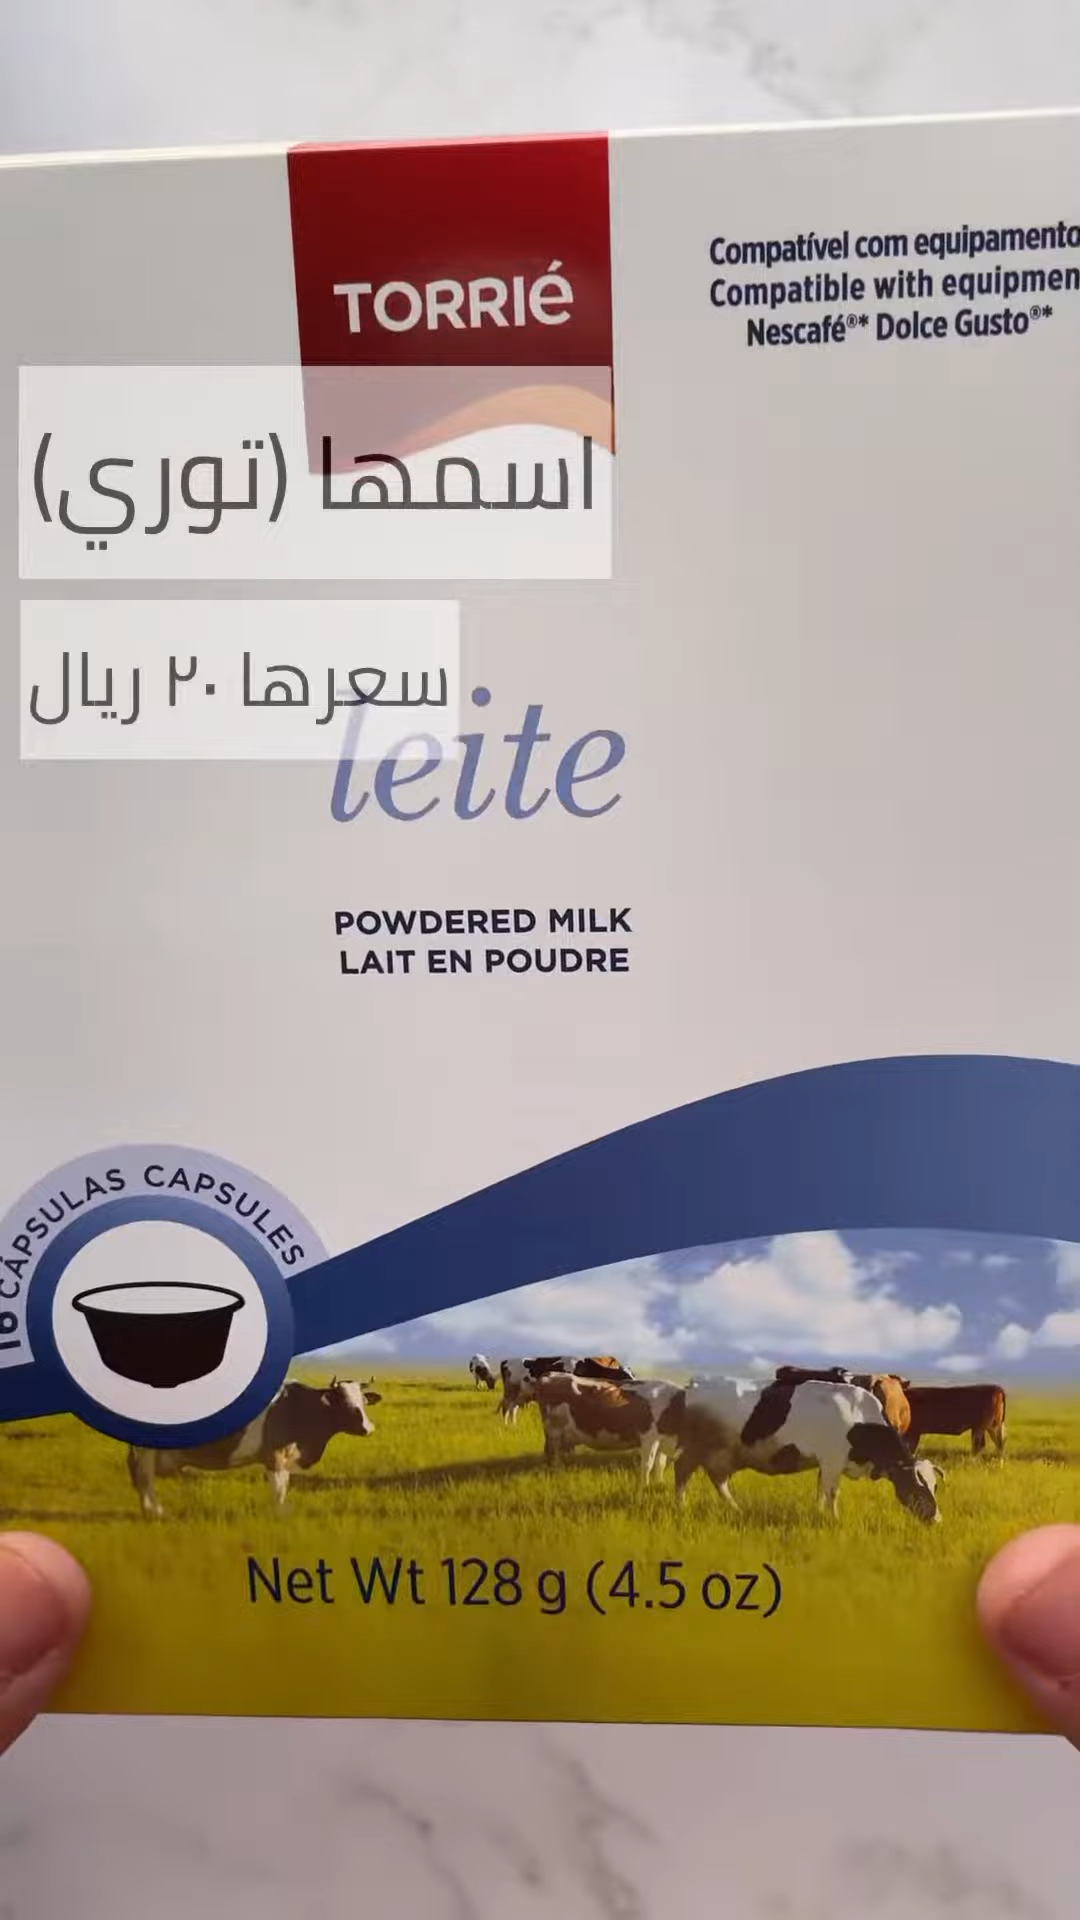 TORRIé
Compatível com equipamento
Compatible with equipmen
Nescafé®* Dolce Gusto®*
اسمها (توري)
سعرها ٢٠ ريال
leite
POWDERED MILK
LAIT EN POUDRE
16 CÁPSULAS CAPSULES
Net Wt 128 g (4.5 oz)